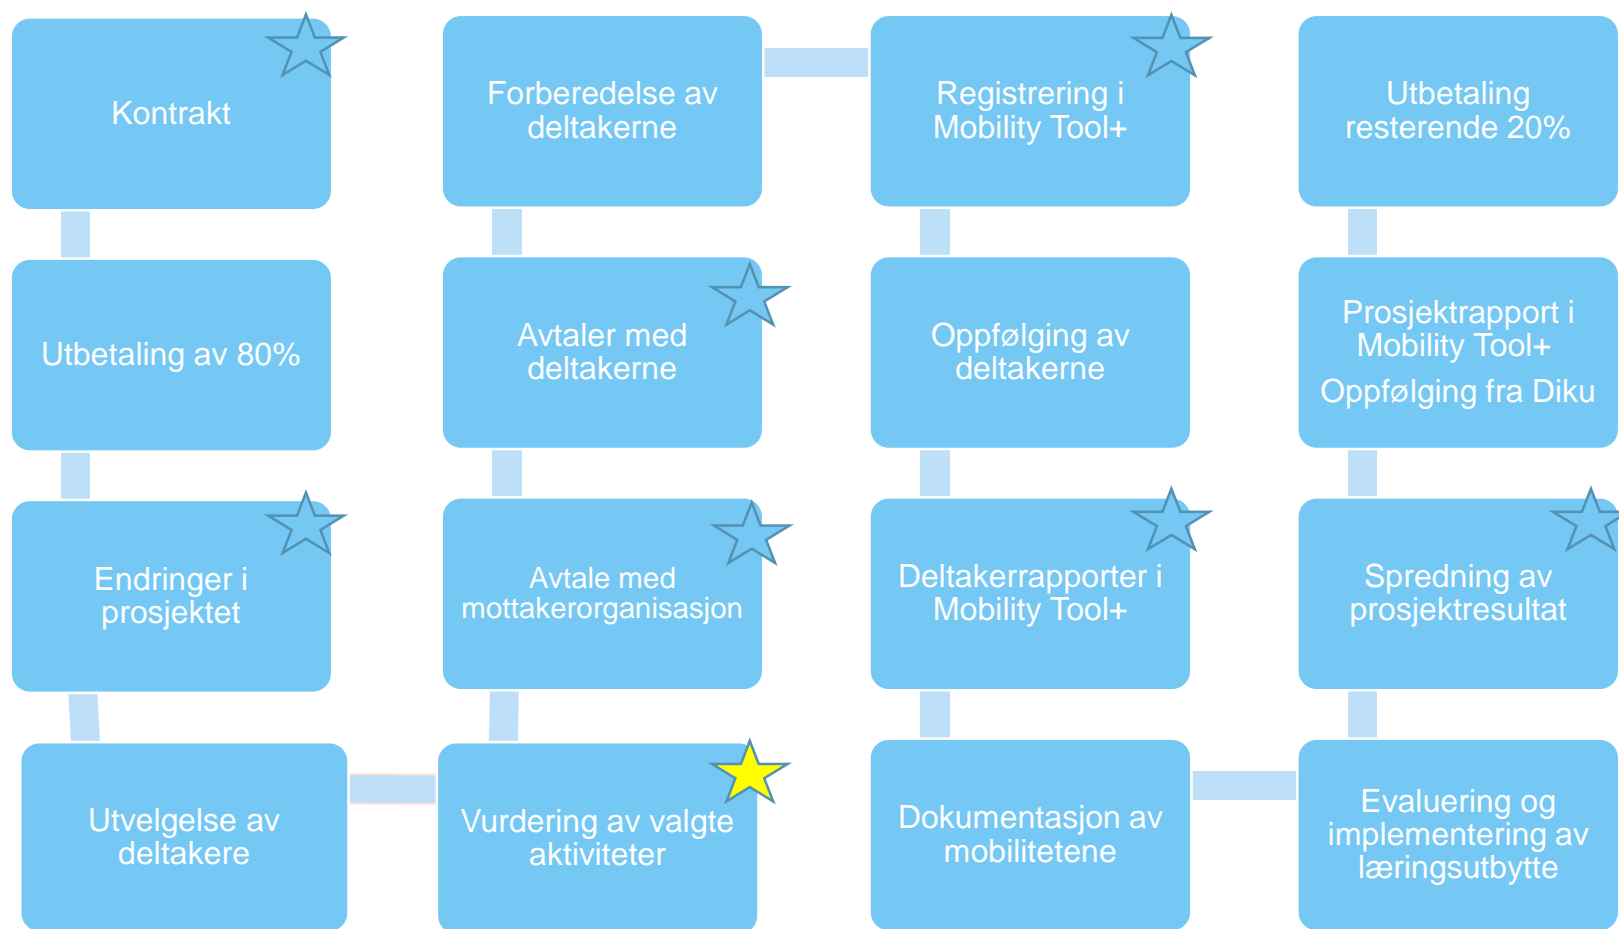 Kontrakt
Utbetaling av 80%
Endringer i
prosjektet
Utvelgelse av
deltakere
Vurdering av valgte
aktiviteter
Avtale med
mottakerorganisasjon
Avtaler med
deltakerne
Forberedelse av
deltakerne
Registrering i
Mobility Tool+
Oppfølging av
deltakerne
Deltakerrapporter i
Mobility Tool+
Dokumentasjon av
mobilitetene
Evaluering og
implementering av
læringsutbytte
Spredning av
prosjektresultat
Prosjektrapport i
Mobility Tool+
Oppfølging fra Diku
Utbetaling
resterende 20%